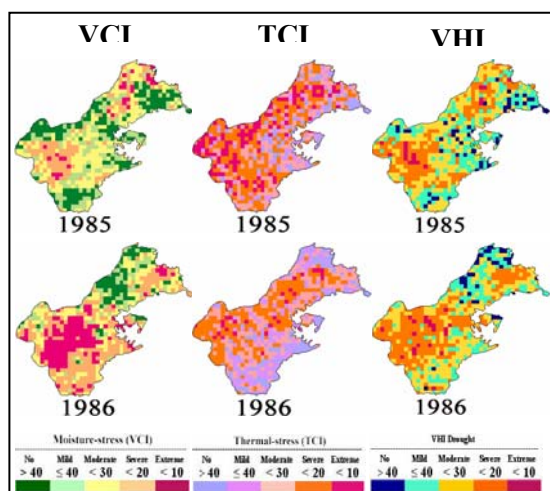 VCI TCI VHI
1985 1985 1985
1986 1986 1986
Moisture-stress (VCI) Thermal-stress (TCI) VHI Drought
No Mild Moderate Severe Extreme No Mild Moderate Severe Extreme No Mild Moderate Severe Extreme
> 40 ≤ 40 < 30 < 20 < 10 > 40 ≤ 40 < 30 < 20 < 10 > 40 ≤ 40 < 30 < 20 < 10